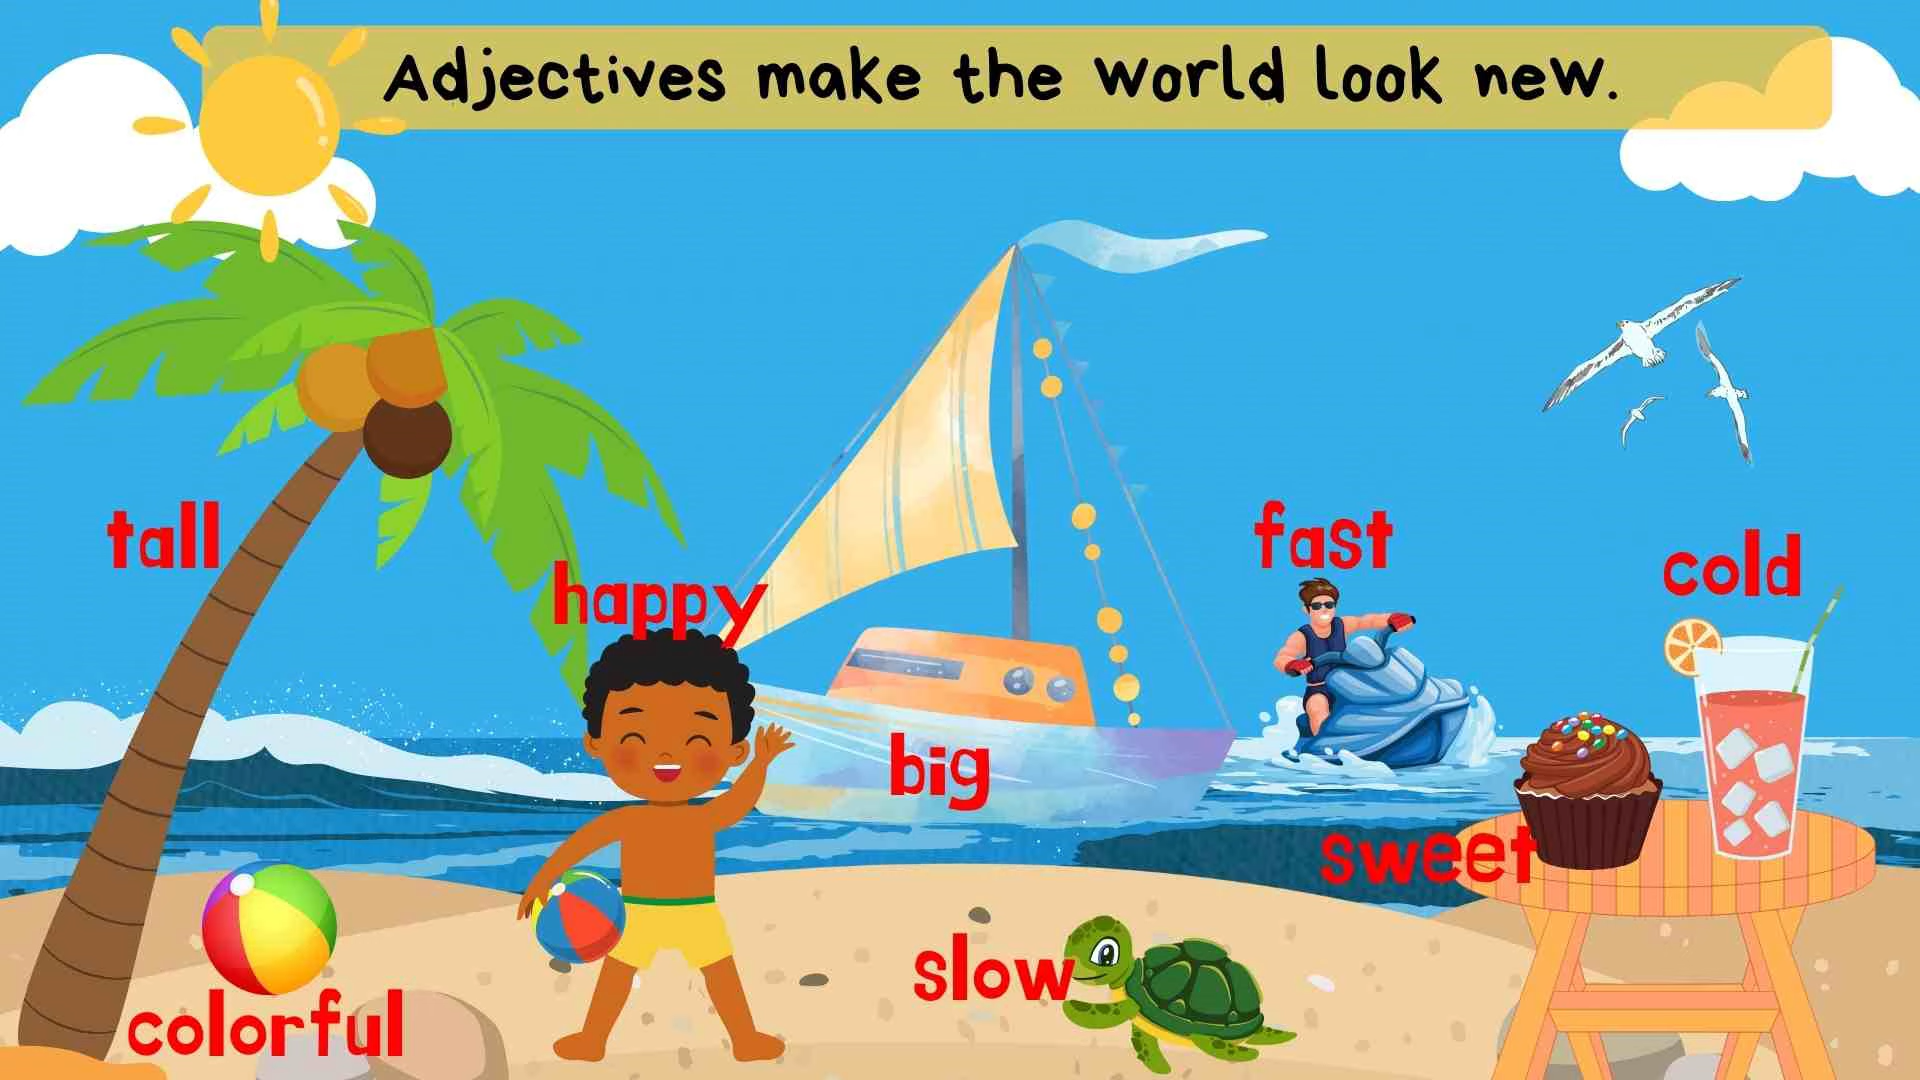 Adjectives make the world look new.
tall
happy
fast
cold
big
sweet
slow
colorful